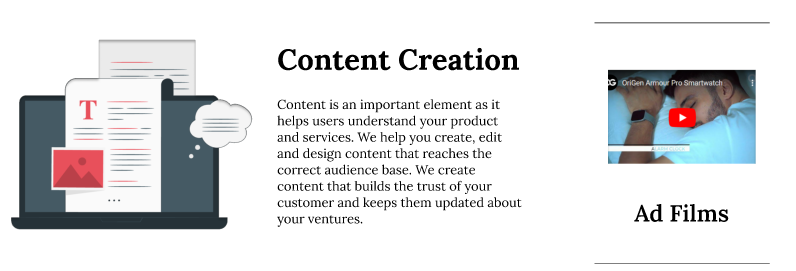 Content Creation
Content is an important element as it
helps users understand your product
and services. We help you create, edit
and design content that reaches the
correct audience base. We create
content that builds the trust of your
customer and keeps them updated about
your ventures.
T
OriGen Armour Pro Smartwatch
Ad Films